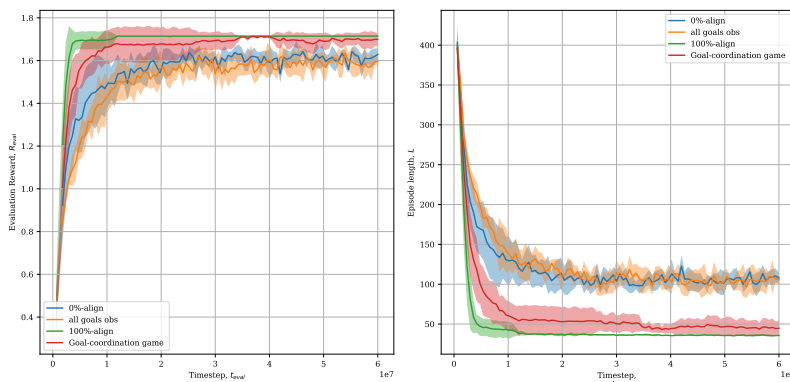 1.8
1.6
1.4
1.2
1.0
0.8
0.6
0.4
Evaluation Reward, R_eval
0%-align
all goals obs
100%-align
Goal-coordination game
0 1 2 3 4 5 6
1e7
Timestep, t_eval
400
350
300
250
200
150
100
50
Episode length, L
0%-align
all goals obs
100%-align
Goal-coordination game
0 1 2 3 4 5 6
1e
Timestep,